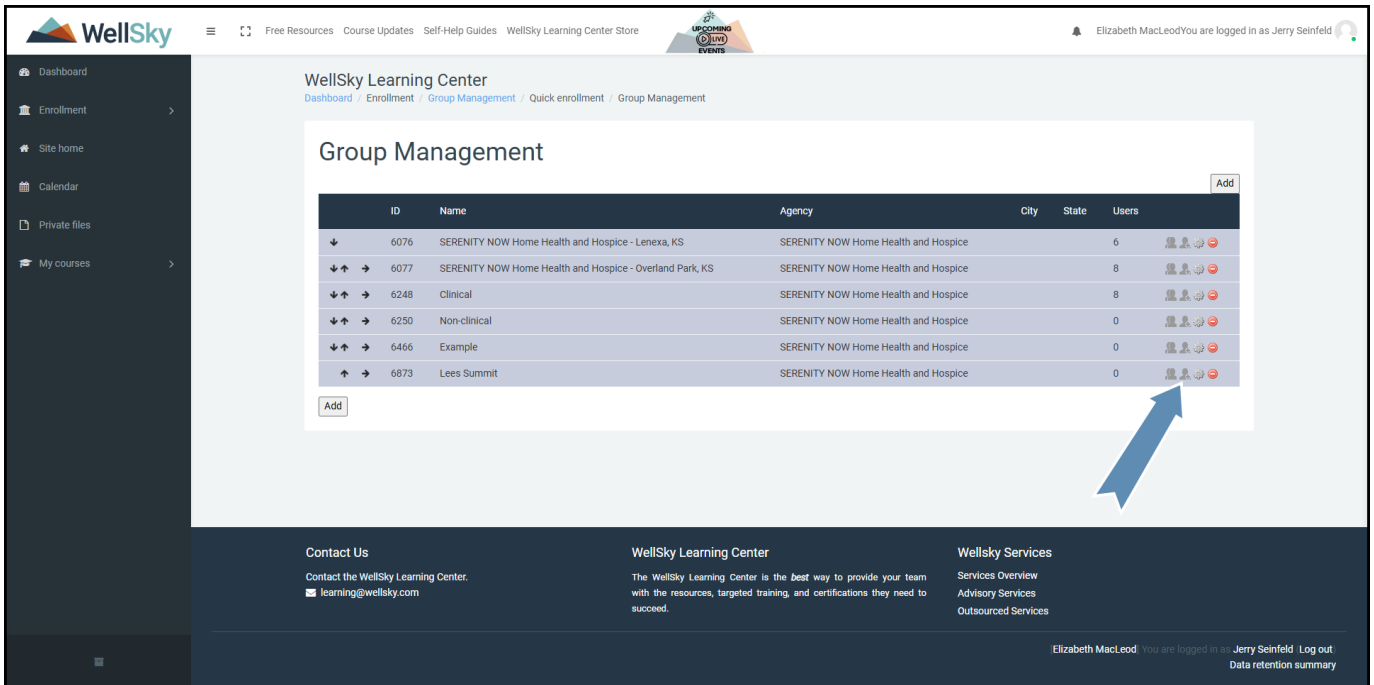 WellSky
Free Resources Course Updates Self-Help Guides WellSky Learning Center Store
UPCOMING
LIVE
EVENTS
Elizabeth MacLeodYou are logged in as Jerry Seinfeld
Dashboard
Enrollment
Site home
Calendar
Private files
My courses
WellSky Learning Center
Dashboard / Enrollment / Group Management / Quick enrollment / Group Management
Group Management
Add
ID Name Agency City State Users
6076 SERENITY NOW Home Health and Hospice - Lenexa, KS SERENITY NOW Home Health and Hospice 6
6077 SERENITY NOW Home Health and Hospice - Overland Park, KS SERENITY NOW Home Health and Hospice 8
6248 Clinical SERENITY NOW Home Health and Hospice 8
6250 Non-clinical SERENITY NOW Home Health and Hospice 0
6466 Example SERENITY NOW Home Health and Hospice 0
6873 Lees Summit SERENITY NOW Home Health and Hospice 0
Add
Contact Us
Contact the WellSky Learning Center.
learning@wellsky.com
WellSky Learning Center
The WellSky Learning Center is the best way to provide your team
with the resources, targeted training, and certifications they need to
succeed.
Wellsky Services
Services Overview
Advisory Services
Outsourced Services
[Elizabeth MacLeod] You are logged in as Jerry Seinfeld (Log out)
Data retention summary